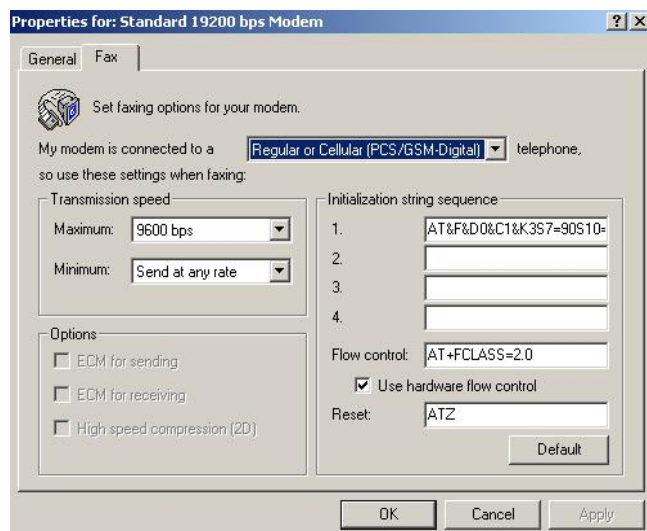 Properties for: Standard 19200 bps Modem
General Fax
Set faxing options for your modem.
My modem is connected to a Regular or Cellular (PCS/GSM-Digital) telephone,
so use these settings when faxing:
Transmission speed
Maximum: 9600 bps
Minimum: Send at any rate
Options
ECM for sending
ECM for receiving
High speed compression (2D)
Initialization string sequence
1. AT&F&D0&C1&K3S7=90S10=
2.
3.
4.
Flow control: AT+FCLASS=2.0
Use hardware flow control
Reset: ATZ
Default
OK Cancel Apply